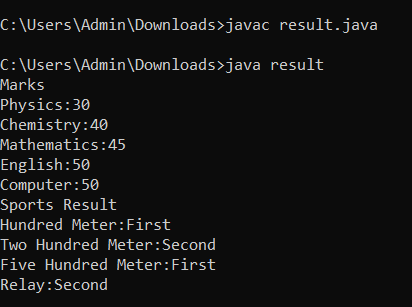 C:\Users\Admin\Downloads>javac result.java
C:\Users\Admin\Downloads>java result
Marks
Physics:30
Chemistry:40
Mathematics:45
English:50
Computer:50
Sports Result
Hundred Meter:First
Two Hundred Meter:Second
Five Hundred Meter:First
Relay:Second